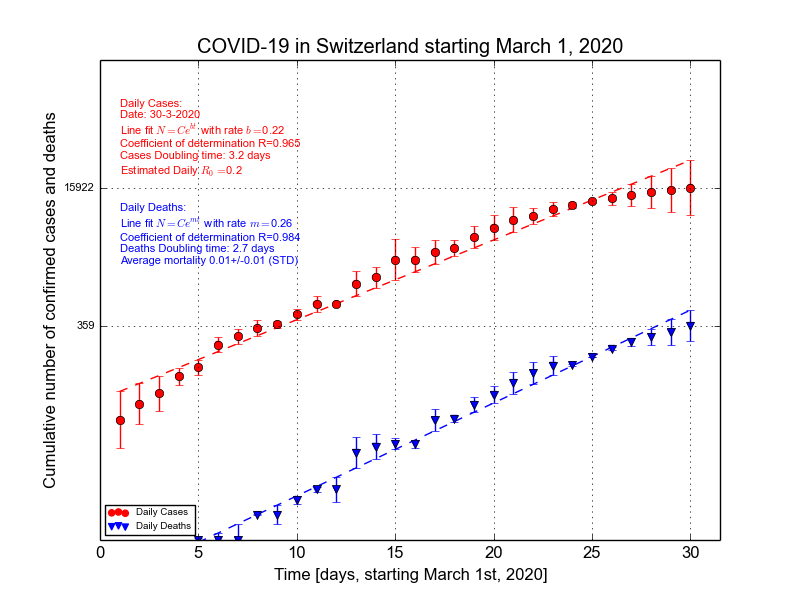 COVID-19 in Switzerland starting March 1, 2020
Daily Cases:
Date: 30-3-2020
Line fit N = Ce^{bt} with rate b =0.22
Coefficient of determination R=0.965
Cases Doubling time: 3.2 days
Estimated Daily R_0 =0.2
Daily Deaths:
Line fit N = Ce^{mt} with rate m =0.26
Coefficient of determination R=0.984
Deaths Doubling time: 2.7 days
Average mortality 0.01+/-0.01 (STD)
Cumulative number of confirmed cases and deaths
15922
359
Daily Cases
Daily Deaths
0 5 10 15 20 25 30
Time [days, starting March 1st, 2020]